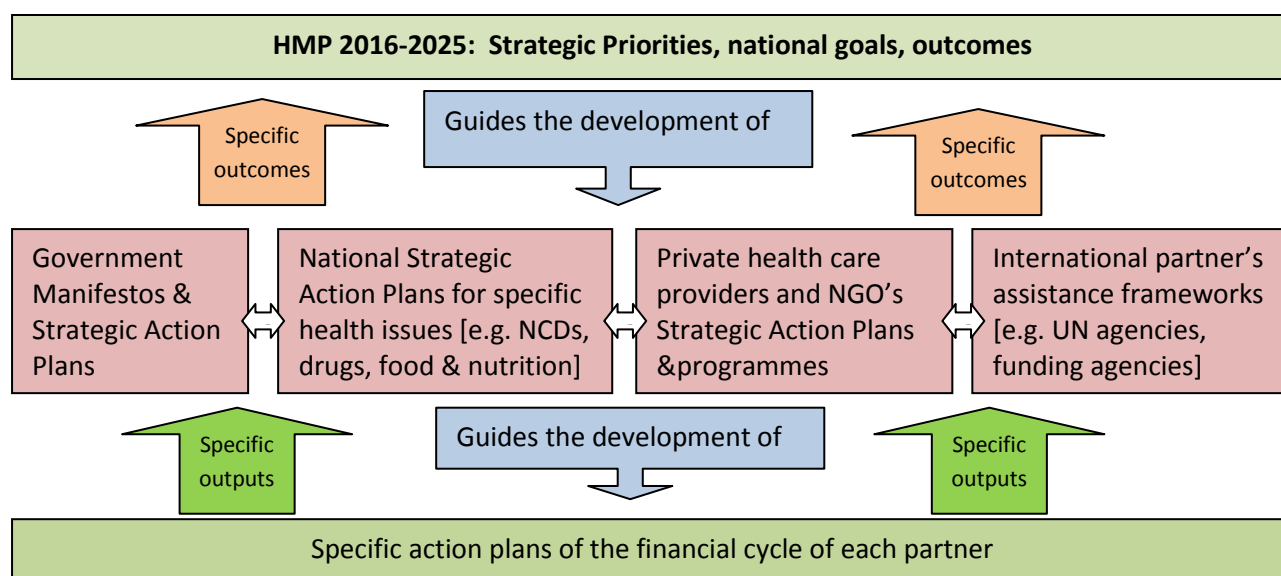 HMP 2016-2025:  Strategic Priorities, national goals, outcomes
Specific
outcomes
Guides the development of
Specific
outcomes
Government
Manifestos &
Strategic Action
Plans
National Strategic
Action Plans for specific
health issues [e.g. NCDs,
drugs, food & nutrition]
Private health care
providers and NGO’s
Strategic Action Plans
&programmes
International partner’s
assistance frameworks
[e.g. UN agencies,
funding agencies]
Specific
outputs
Guides the development of
Specific
outputs
Specific action plans of the financial cycle of each partner